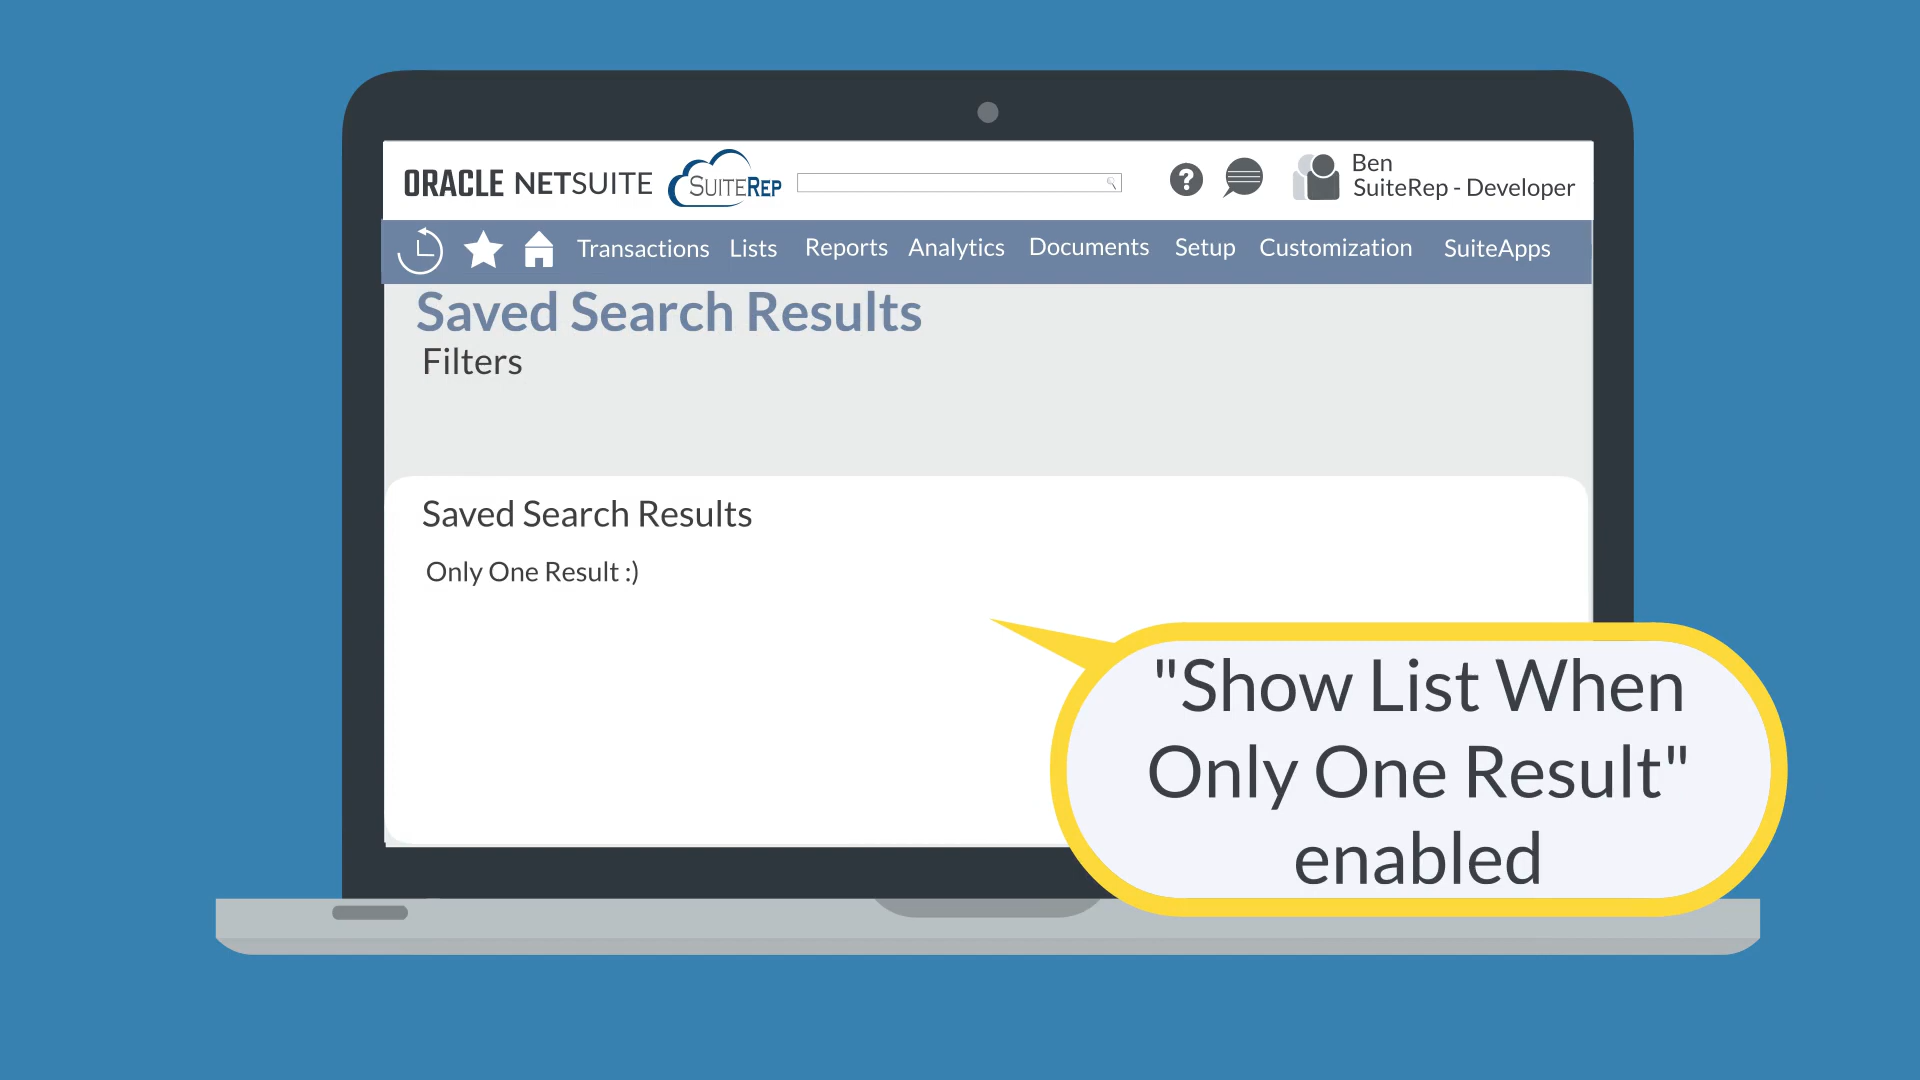 ORACLE NETSUITE SUITEREP
?
Ben
SuiteRep - Developer
Transactions Lists Reports Analytics Documents Setup Customization SuiteApps
Saved Search Results
Filters
Saved Search Results
Only One Result :)
"Show List When
Only One Result"
enabled